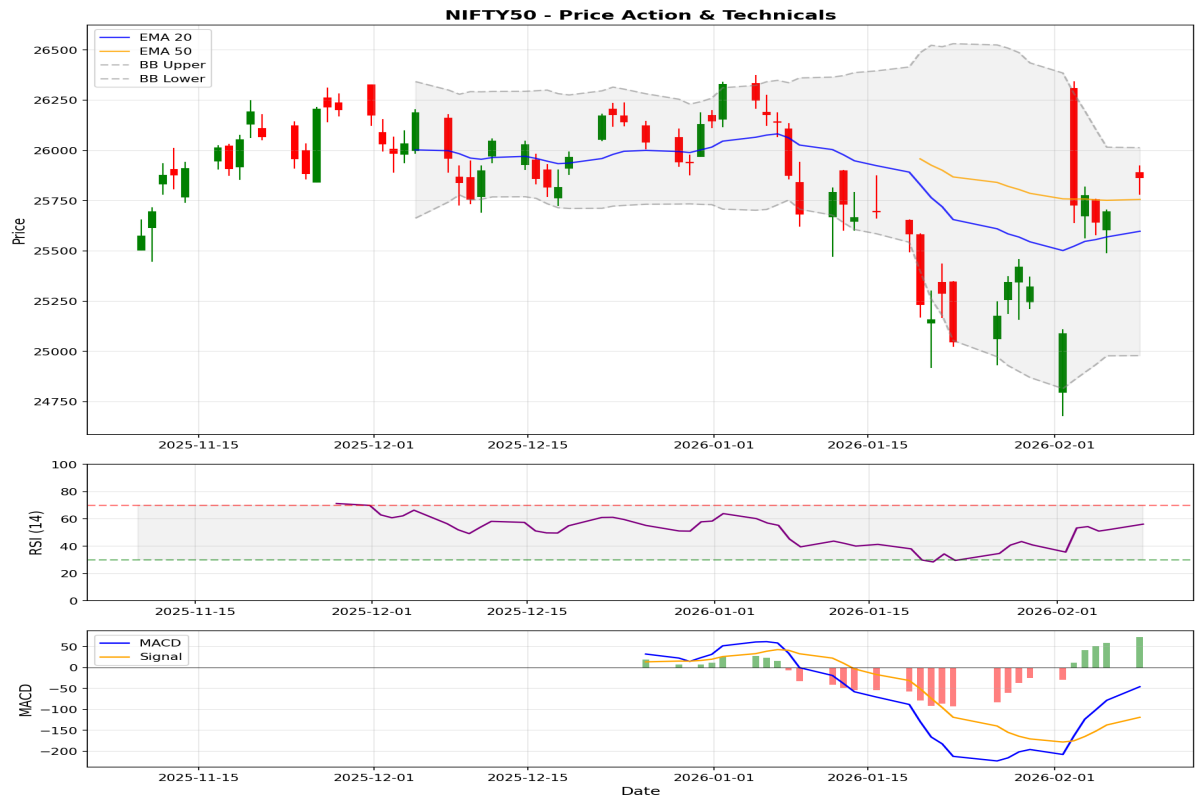 NIFTY50 - Price Action & Technicals
EMA 20
EMA 50
BB Upper
BB Lower
26500
26250
26000
25750
25500
25250
25000
24750
Price
2025-11-15 2025-12-01 2025-12-15 2026-01-01 2026-01-15 2026-02-01
100
80
60
40
20
0
RSI (14)
2025-11-15 2025-12-01 2025-12-15 2026-01-01 2026-01-15 2026-02-01
MACD
Signal
50
0
−50
−100
−150
−200
MACD
2025-11-15 2025-12-01 2025-12-15 2026-01-01 2026-01-15 2026-02-01
Date